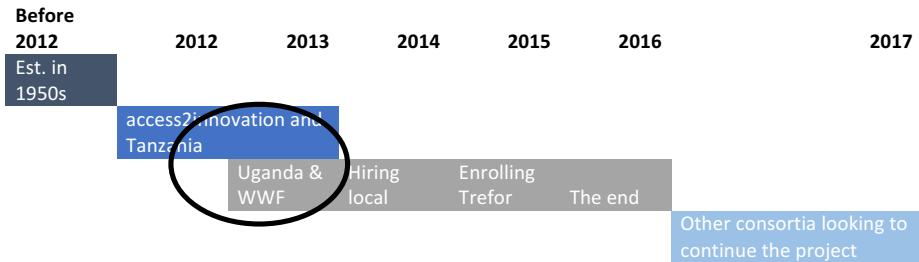 Before
2012 2012 2013 2014 2015 2016 2017
Est. in
1950s
access2innovation and
Tanzania
Uganda & Hiring Enrolling
WWF local Trefor The end
Other consortia looking to
continue the project